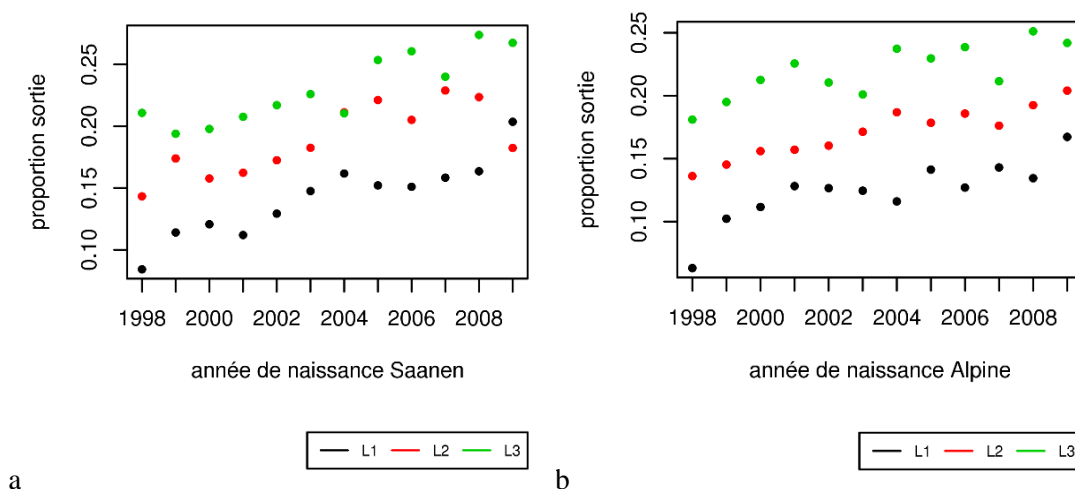 proportion sortie
0.25
0.20
0.15
0.10
1998 2000 2002 2004 2006 2008
année de naissance Saanen
L1 L2 L3
a
proportion sortie
0.25
0.20
0.15
0.10
1998 2000 2002 2004 2006 2008
année de naissance Alpine
L1 L2 L3
b